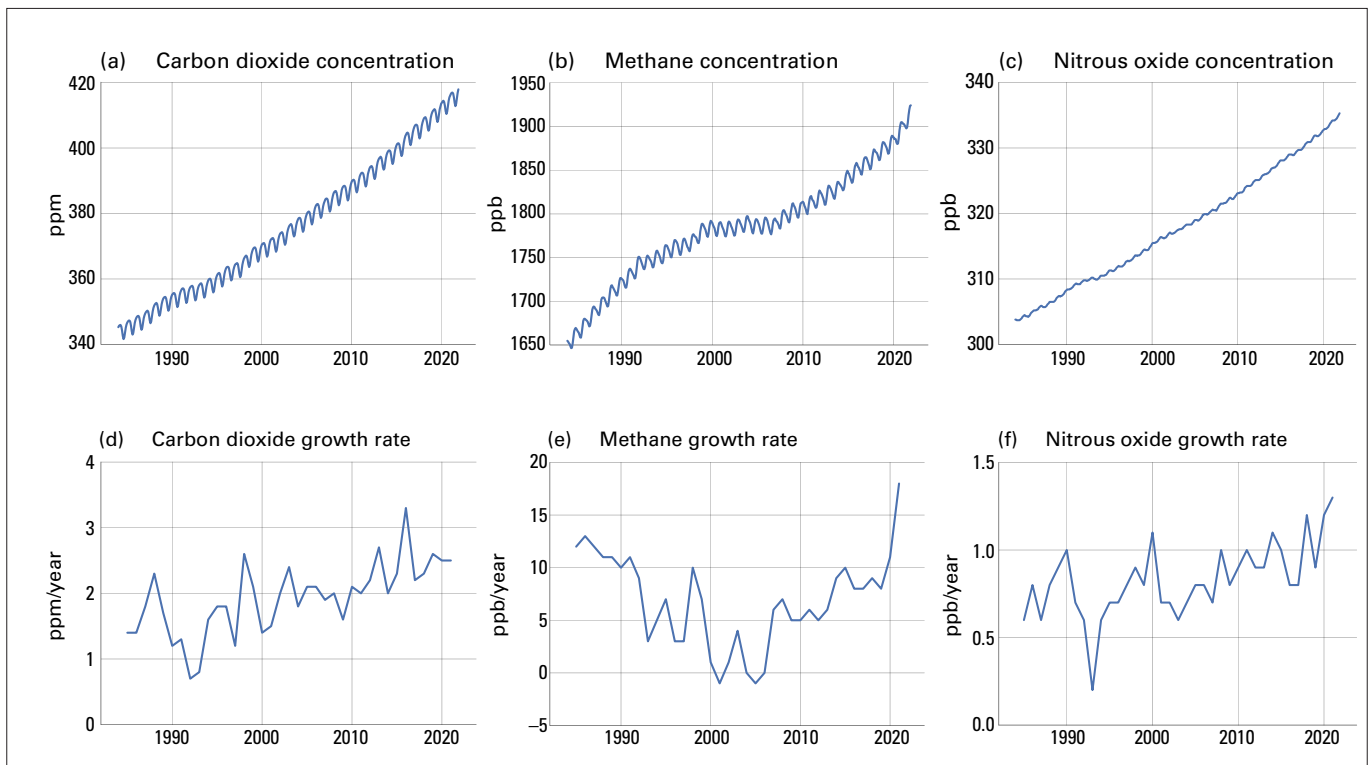 (a) Carbon dioxide concentration
ppm
420
400
380
360
340
1990 2000 2010 2020
(b) Methane concentration
ppb
1950
1900
1850
1800
1750
1700
1650
1990 2000 2010 2020
(c) Nitrous oxide concentration
ppb
340
330
320
310
300
1990 2000 2010 2020
(d) Carbon dioxide growth rate
ppm/year
4
3
2
1
0
1990 2000 2010 2020
(e) Methane growth rate
ppb/year
20
15
10
5
0
−5
1990 2000 2010 2020
(f) Nitrous oxide growth rate
ppb/year
1.5
1.0
0.5
0.0
1990 2000 2010 2020